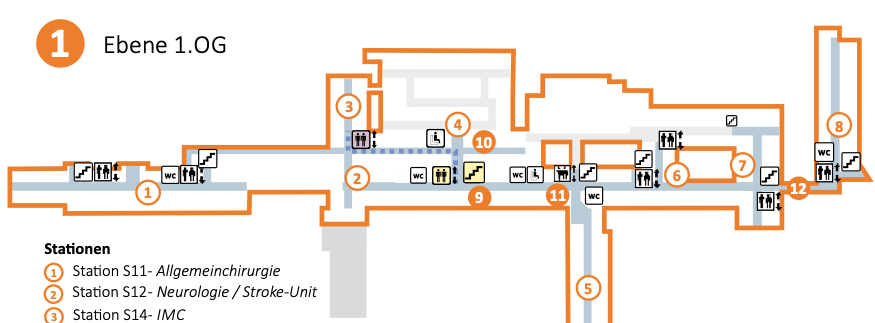 1 Ebene 1.OG
8
3
4
10
WC
7
6
WC
WC
WC
2
1
9
11
12
WC
5
Stationen
1 Station S11- Allgemeinchirurgie
2 Station S12- Neurologie / Stroke-Unit
3 Station S14- IMC